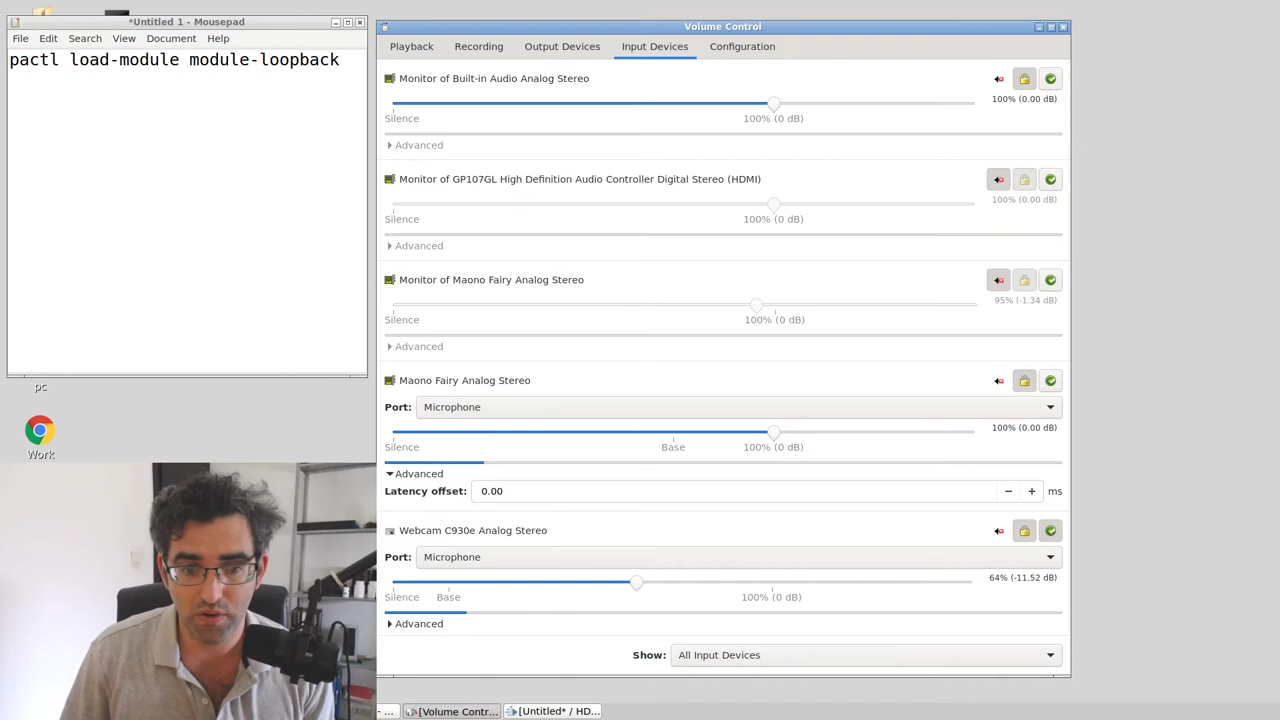 *Untitled 1 - Mousepad
File Edit Search View Document Help
pactl load-module module-loopback
pc
Work
Volume Control
Playback Recording Output Devices Input Devices Configuration
Monitor of Built-in Audio Analog Stereo
100% (0.00 dB)
Silence 100% (0 dB)
Advanced
Monitor of GP107GL High Definition Audio Controller Digital Stereo (HDMI)
100% (0.00 dB)
Silence 100% (0 dB)
Advanced
Monitor of Maono Fairy Analog Stereo
95% (-1.34 dB)
Silence 100% (0 dB)
Advanced
Maono Fairy Analog Stereo
Port: Microphone
100% (0.00 dB)
Silence Base 100% (0 dB)
Advanced
Latency offset: 0.00 ms
Webcam C930e Analog Stereo
Port: Microphone
64% (-11.52 dB)
Silence Base 100% (0 dB)
Advanced
Show: All Input Devices
- ... [Volume Contr... [Untitled* / HD...